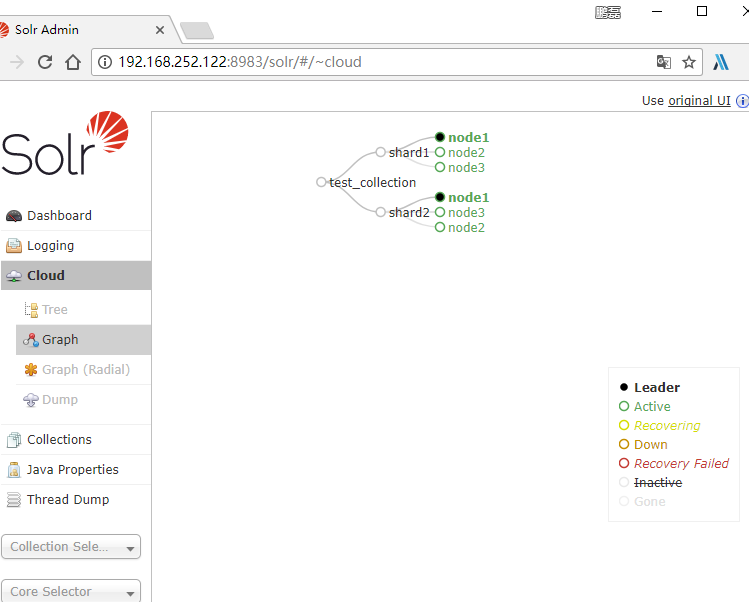 鹏磊
Solr Admin
192.168.252.122:8983/solr/#/~cloud
Use original UI
Solr
Dashboard
Logging
Cloud
Tree
Graph
Graph (Radial)
Dump
Collections
Java Properties
Thread Dump
Collection Sele...
Core Selector
test_collection
shard1
node1
node2
node3
shard2
node1
node3
node2
Leader
Active
Recovering
Down
Recovery Failed
Inactive
Gone